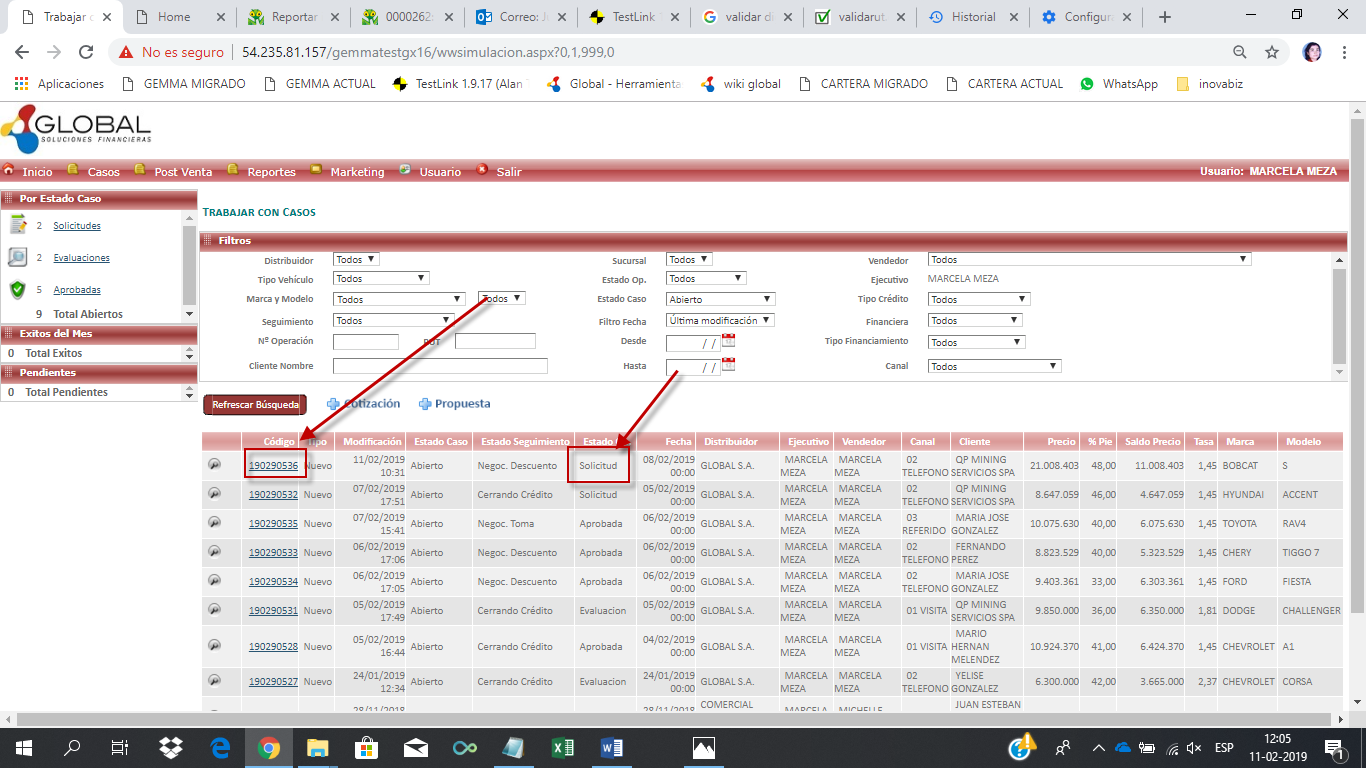 Trabajar c
Home
Reportar
0000262
Correo: J
TestLink 1
validar di
validaruta
Historial
Configur
No es seguro
54.235.81.157/gemmatestgx16/wwsimulacion.aspx?0,1,999,0
Aplicaciones GEMMA MIGRADO GEMMA ACTUAL TestLink 1.9.17 (Alan Global - Herramienta wiki global CARTERA MIGRADO CARTERA ACTUAL WhatsApp inovabiz
GLOBAL
SOLUCIONES FINANCIERAS
Inicio Casos Post Venta Reportes Marketing Usuario Salir Usuario: MARCELA MEZA
Por Estado Caso
2 Solicitudes
2 Evaluaciones
5 Aprobadas
9 Total Abiertos
Exitos del Mes
0 Total Exitos
Pendientes
0 Total Pendientes
TRABAJAR CON CASOS
Filtros
Distribuidor Todos Sucursal Todos Vendedor Todos
Tipo Vehículo Todos Estado Op. Todos Ejecutivo MARCELA MEZA
Marca y Modelo Todos Todos Estado Caso Abierto Tipo Crédito Todos
Seguimiento Todos Filtro Fecha Última modificación Financiera Todos
Nº Operación RUT Desde / / Tipo Financiamiento Todos
Cliente Nombre Hasta / / Canal Todos
Refrescar Búsqueda Cotización Propuesta
Código Tipo Modificación Estado Caso Estado Seguimiento Estado Fecha Distribuidor Ejecutivo Vendedor Canal Cliente Precio % Pie Saldo Precio Tasa Marca Modelo
190290536 Nuevo 11/02/2019 10:31 Abierto Negoc. Descuento Solicitud 08/02/2019 00:00 GLOBAL S.A. MARCELA MEZA MARCELA MEZA 02 TELEFONO QP MINING SERVICIOS SPA 21.008.403 48,00 11.008.403 1,45 BOBCAT S
190290532 Nuevo 07/02/2019 17:51 Abierto Cerrando Crédito Solicitud 05/02/2019 00:00 GLOBAL S.A. MARCELA MEZA MARCELA MEZA 02 TELEFONO QP MINING SERVICIOS SPA 8.647.059 46,00 4.647.059 1,45 HYUNDAI ACCENT
190290535 Nuevo 07/02/2019 15:41 Abierto Negoc. Toma Aprobada 06/02/2019 00:00 GLOBAL S.A. MARCELA MEZA MARCELA MEZA 03 REFERIDO MARIA JOSE GONZALEZ 10.075.630 40,00 6.075.630 1,45 TOYOTA RAV4
190290533 Nuevo 06/02/2019 17:06 Abierto Negoc. Descuento Aprobada 06/02/2019 00:00 GLOBAL S.A. MARCELA MEZA MARCELA MEZA 02 TELEFONO FERNANDO PEREZ 8.823.529 40,00 5.323.529 1,45 CHERY TIGGO 7
190290534 Nuevo 06/02/2019 17:05 Abierto Negoc. Descuento Aprobada 06/02/2019 00:00 GLOBAL S.A. MARCELA MEZA MARCELA MEZA 02 TELEFONO MARIA JOSE GONZALEZ 9.403.361 33,00 6.303.361 1,45 FORD FIESTA
190290531 Nuevo 05/02/2019 17:49 Abierto Cerrando Crédito Evaluacion 05/02/2019 00:00 GLOBAL S.A. MARCELA MEZA MARCELA MEZA 01 VISITA QP MINING SERVICIOS SPA 9.850.000 36,00 6.350.000 1,81 DODGE CHALLENGER
190290528 Nuevo 05/02/2019 16:44 Abierto Cerrando Crédito Aprobada 04/02/2019 00:00 GLOBAL S.A. MARCELA MEZA MARCELA MEZA 01 VISITA MARIO HERNAN MELENDEZ 10.924.370 41,00 6.424.370 1,45 CHEVROLET A1
190290527 Nuevo 24/01/2019 12:34 Abierto Cerrando Crédito Evaluacion 24/01/2019 00:00 GLOBAL S.A. MARCELA MEZA MARCELA MEZA 02 TELEFONO YELISE GONZALEZ 6.300.000 42,00 3.665.000 2,37 CHEVROLET CORSA
28/11/2018 28/11/2018 COMERCIAL MARCELA MICHELLE JUAN ESTEBAN
ESP
12:05
11-02-2019
1